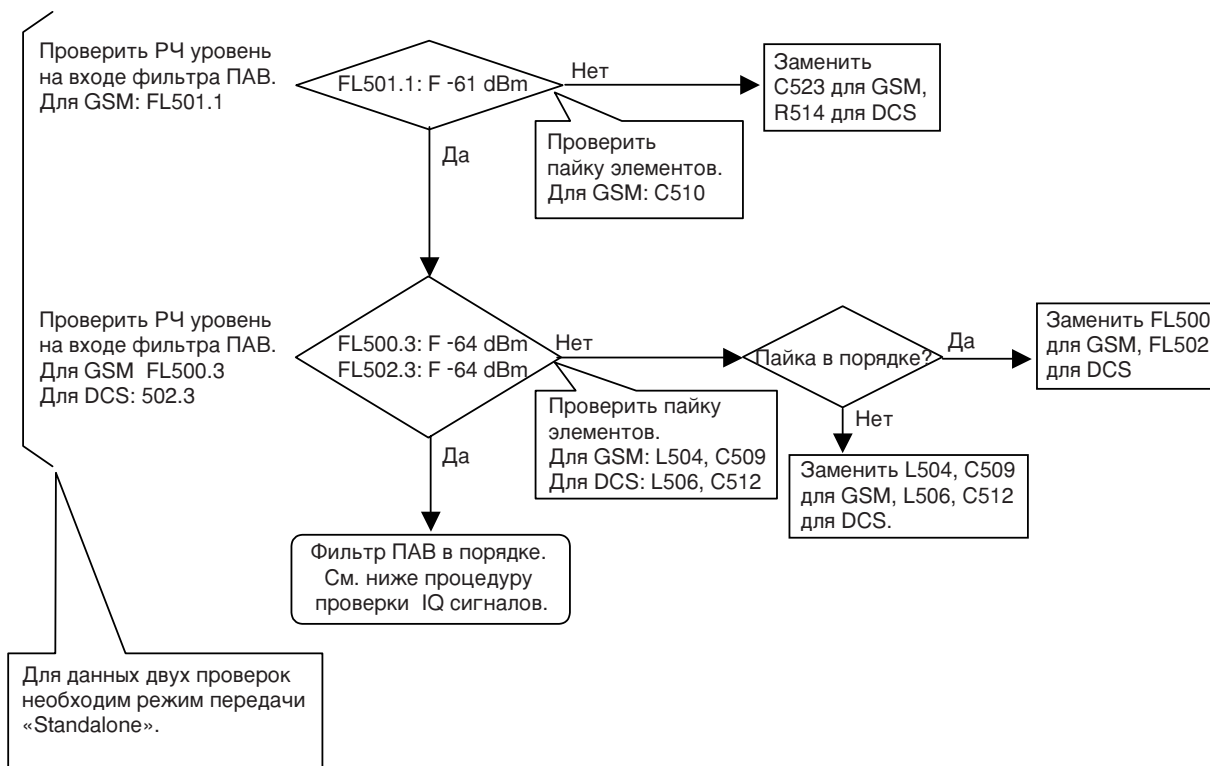 Проверить РЧ уровень
на входе фильтра ПАВ.
Для GSM: FL501.1
FL501.1: F -61 dBm
Нет
Заменить
C523 для GSM,
R514 для DCS
Проверить
пайку элементов.
Для GSM: C510
Да
Проверить РЧ уровень
на входе фильтра ПАВ.
Для GSM FL500.3
Для DCS: 502.3
FL500.3: F -64 dBm
FL502.3: F -64 dBm
Нет
Пайка в порядке?
Да
Заменить FL500
для GSM, FL502
для DCS
Проверить пайку
элементов.
Для GSM: L504, C509
Для DCS: L506, C512
Нет
Заменить L504, C509
для GSM, L506, C512
для DCS.
Да
Фильтр ПАВ в порядке.
См. ниже процедуру
проверки IQ сигналов.
Для данных двух проверок
необходим режим передачи
«Standalone».